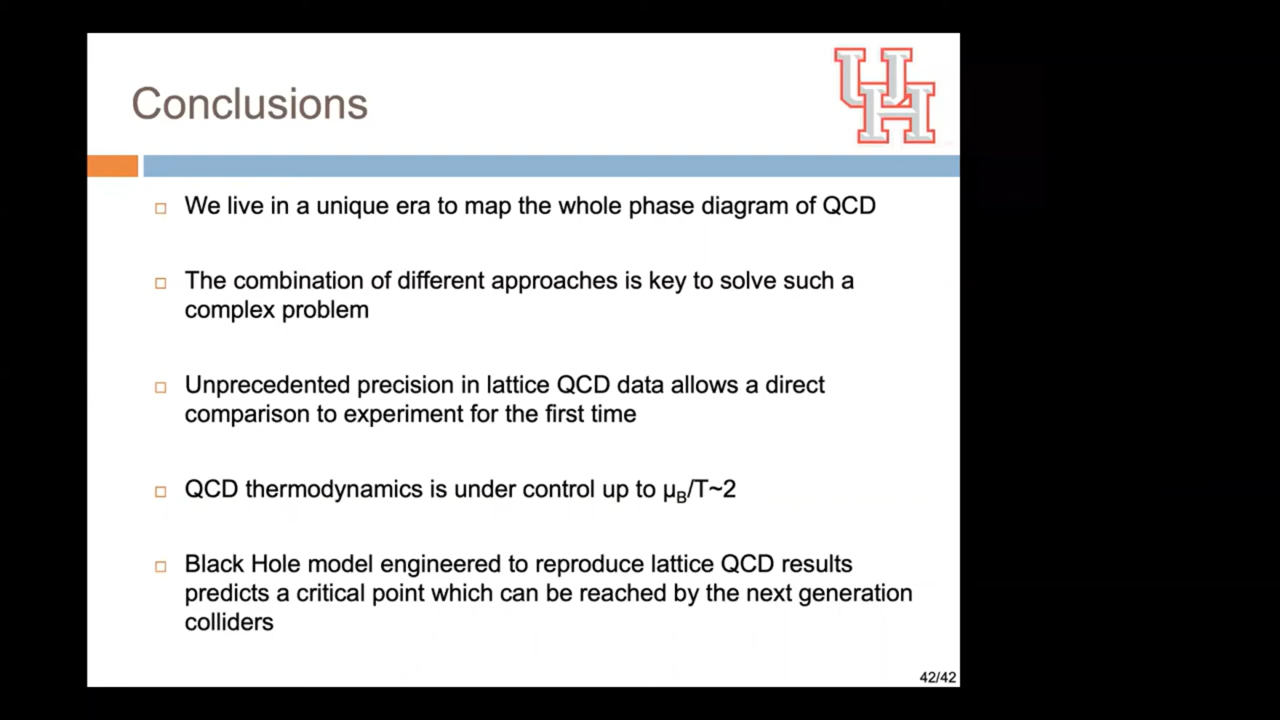 Conclusions
UH
We live in a unique era to map the whole phase diagram of QCD
The combination of different approaches is key to solve such a
complex problem
Unprecedented precision in lattice QCD data allows a direct
comparison to experiment for the first time
QCD thermodynamics is under control up to μB/T~2
Black Hole model engineered to reproduce lattice QCD results
predicts a critical point which can be reached by the next generation
colliders
42/42